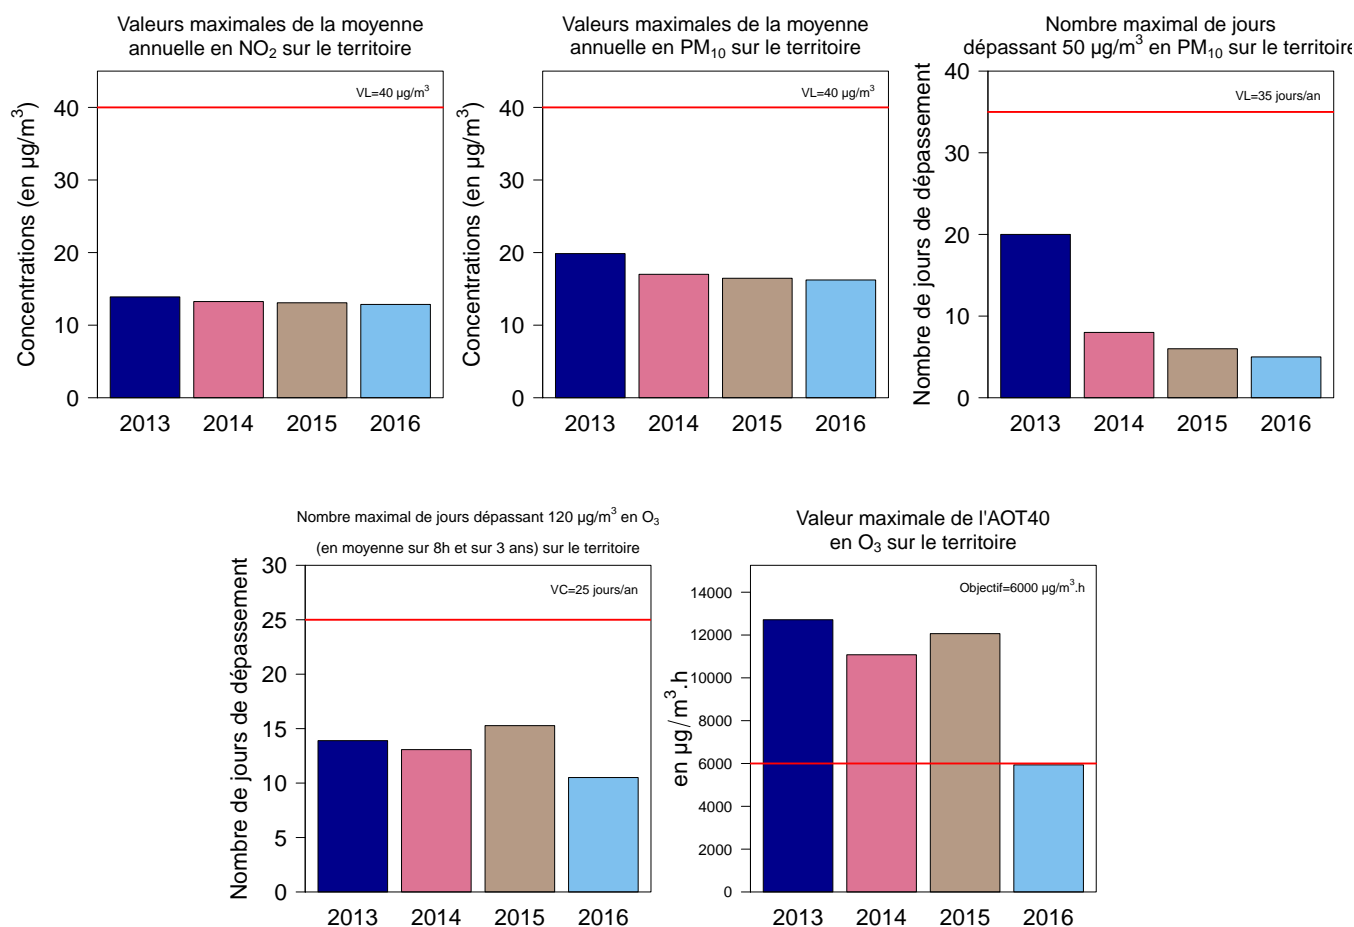 Valeurs maximales de la moyenne
annuelle en NO₂ sur le territoire
Concentrations (en µg/m³)
40
30
20
10
0
VL=40 µg/m³
2013 2014 2015 2016
Valeurs maximales de la moyenne
annuelle en PM₁₀ sur le territoire
Concentrations (en µg/m³)
40
30
20
10
0
VL=40 µg/m³
2013 2014 2015 2016
Nombre maximal de jours
dépassant 50 µg/m³ en PM₁₀ sur le territoire
Nombre de jours de dépassement
40
30
20
10
0
VL=35 jours/an
2013 2014 2015 2016
Nombre maximal de jours dépassant 120 µg/m³ en O₃
(en moyenne sur 8h et sur 3 ans) sur le territoire
Nombre de jours de dépassement
30
25
20
15
10
5
0
VC=25 jours/an
2013 2014 2015 2016
Valeur maximale de l'AOT40
en O₃ sur le territoire
en µg/m³.h
14000
12000
10000
8000
6000
4000
2000
0
Objectif=6000 µg/m³.h
2013 2014 2015 2016